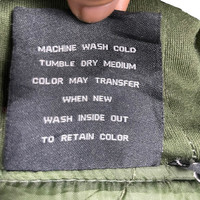 MACHINE WASH COLD
TUMBLE DRY MEDIUM
COLOR MAY TRANSFER
WHEN NEW
WASH INSIDE OUT
TO RETAIN COLOR